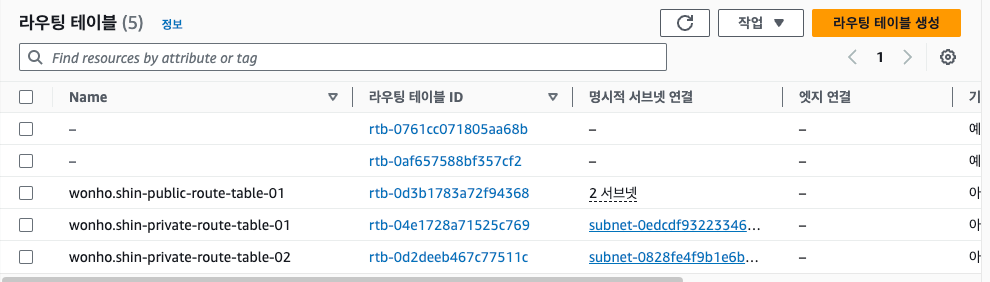 라우팅 테이블 (5) 정보 작업 라우팅 테이블 생성
Find resources by attribute or tag 1
Name 라우팅 테이블 ID 명시적 서브넷 연결 엣지 연결 기
– rtb-0761cc071805aa68b – – 예
– rtb-0af657588bf357cf2 – – 예
wonho.shin-public-route-table-01 rtb-0d3b1783a72f94368 2 서브넷 – 아
wonho.shin-private-route-table-01 rtb-04e1728a71525c769 subnet-0edcdf93223346... – 아
wonho.shin-private-route-table-02 rtb-0d2deeb467c77511c subnet-0828fe4f9b1e6b... – 아